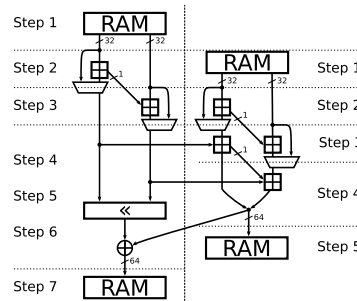 Step 1
RAM
32
32
Step 2
1
Step 3
Step 4
Step 5
≪
Step 6
64
Step 7
RAM
RAM
Step 1
32
32
Step 2
1
Step 3
1
Step 4
64
RAM
Step 5